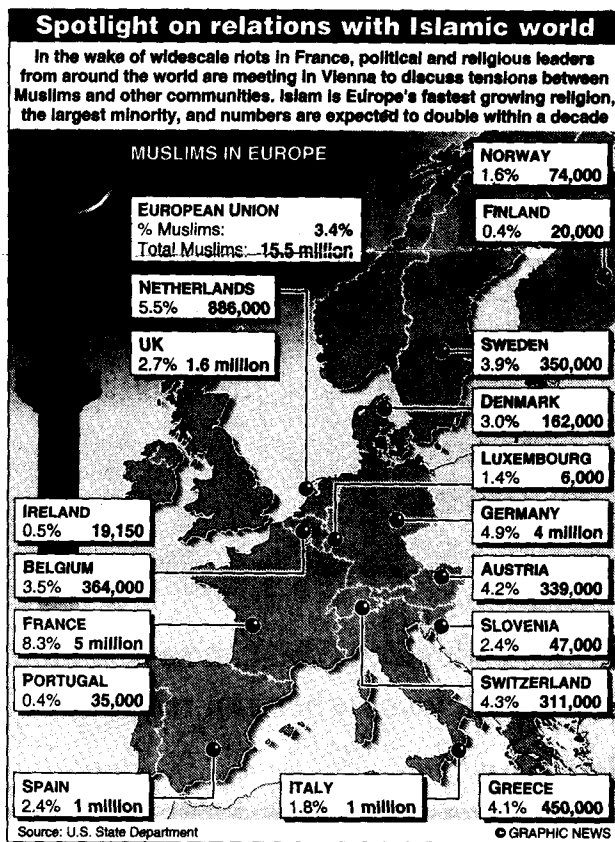 Spotlight on relations with Islamic world
In the wake of widescale riots in France, political and religious leaders
from around the world are meeting in Vienna to discuss tensions between
Muslims and other communities. Islam is Europe's fastest growing religion,
the largest minority, and numbers are expected to double within a decade
MUSLIMS IN EUROPE
NORWAY
1.6% 74,000
EUROPEAN UNION
% Muslims: 3.4%
Total Muslims: 15.5 million
FINLAND
0.4% 20,000
NETHERLANDS
5.5% 886,000
UK
2.7% 1.6 million
SWEDEN
3.9% 350,000
DENMARK
3.0% 162,000
LUXEMBOURG
1.4% 6,000
IRELAND
0.5% 19,150
GERMANY
4.9% 4 million
BELGIUM
3.5% 364,000
AUSTRIA
4.2% 339,000
FRANCE
8.3% 5 million
SLOVENIA
2.4% 47,000
PORTUGAL
0.4% 35,000
SWITZERLAND
4.3% 311,000
SPAIN
2.4% 1 million
ITALY
1.8% 1 million
GREECE
4.1% 450,000
Source: U.S. State Department
© GRAPHIC NEWS